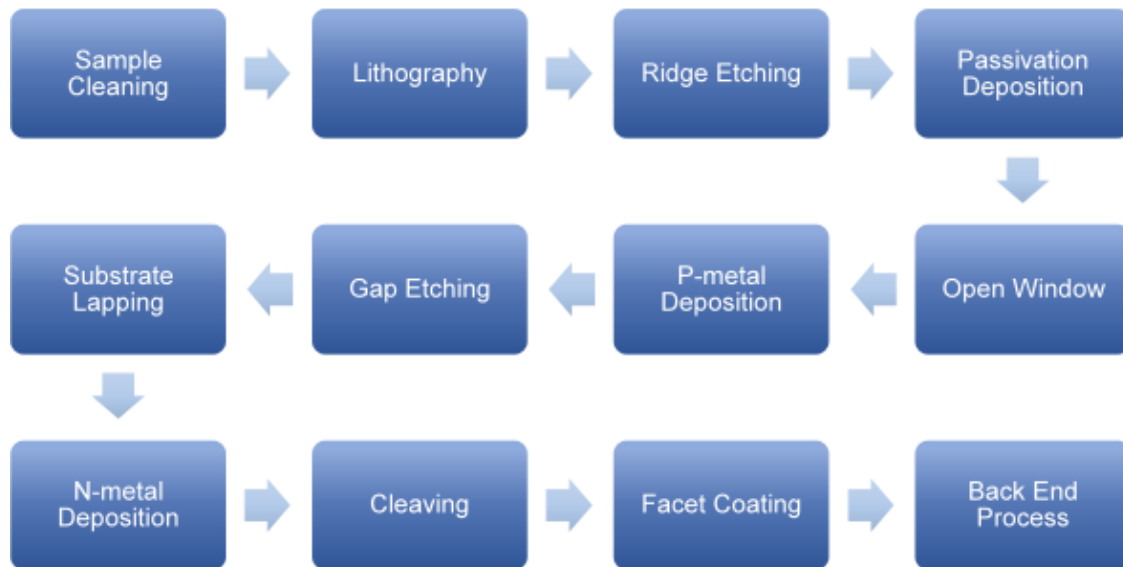 Sample
Cleaning
Lithography
Ridge Etching
Passivation
Deposition
Open Window
P-metal
Deposition
Gap Etching
Substrate
Lapping
N-metal
Deposition
Cleaving
Facet Coating
Back End
Process